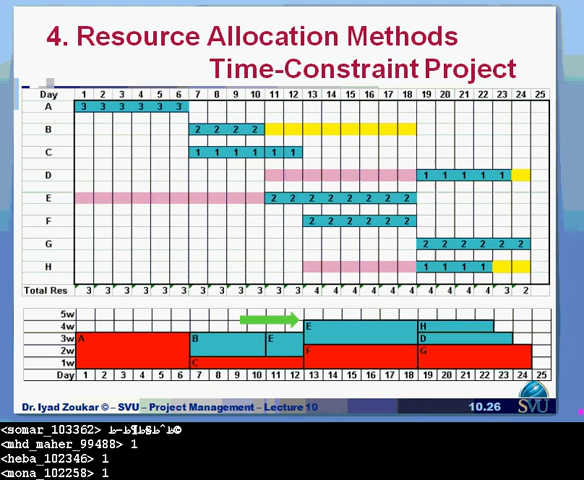 4. Resource Allocation Methods
Time-Constraint Project
Day 1 2 3 4 5 6 7 8 9 10 11 12 13 14 15 16 17 18 19 20 21 22 23 24 25
A 3 3 3 3 3 3
B 2 2 2 2
C 1 1 1 1 1 1
D 1 1 1 1 1
E 2 2 2 2 2 2 2 2
F 2 2 2 2 2 2
G 2 2 2 2 2 2
H 1 1 1 1
Total Res 3 3 3 3 3 3 3 3 3 3 3 3 4 4 4 4 4 4 4 4 4 4 3 2
5w
4w E H
3w A B E D
2w F G
1w C
Day 1 2 3 4 5 6 7 8 9 10 11 12 13 14 15 16 17 18 19 20 21 22 23 24 25
Dr. Iyad Zoukar © – SVU – Project Management – Lecture 10 10.26 SVU
<somar_103362>
<mhd_maher_99488> 1
<heba_102346> 1
<mona_102258> 1